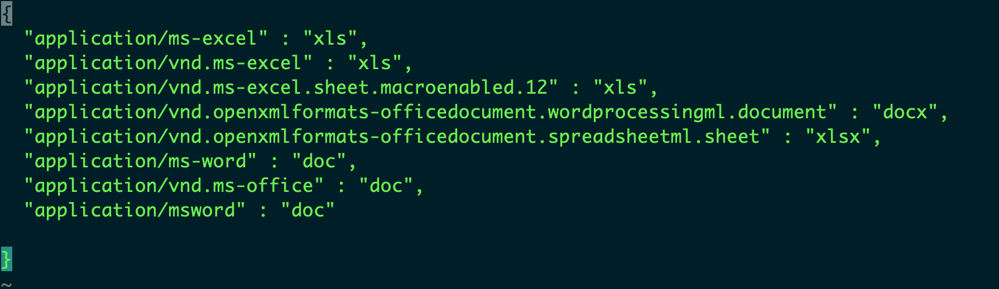 {
"application/ms-excel" : "xls",
"application/vnd.ms-excel" : "xls",
"application/vnd.ms-excel.sheet.macroenabled.12" : "xls",
"application/vnd.openxmlformats-officedocument.wordprocessingml.document" : "docx",
"application/vnd.openxmlformats-officedocument.spreadsheetml.sheet" : "xlsx",
"application/ms-word" : "doc",
"application/vnd.ms-office" : "doc",
"application/msword" : "doc"
}
~